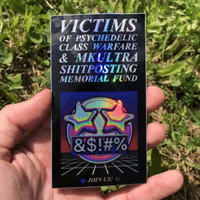 VICTIMS
OF PSYCHEDELIC
CLASS WARFARE
& MKULTRA
SHITPOSTING
MEMORIAL FUND
&$!#%
JOIN US!